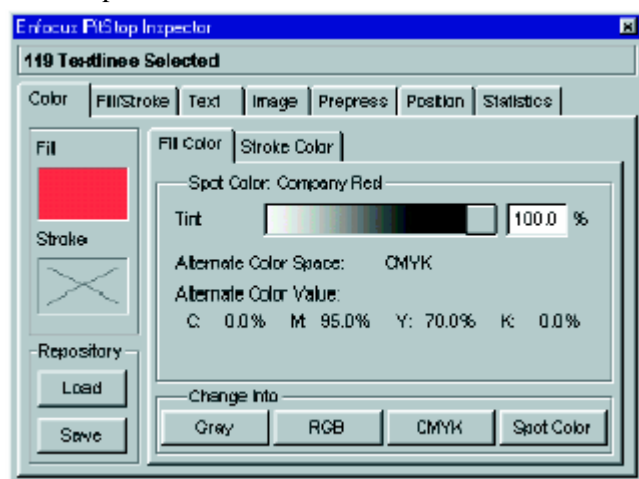 Enfocus PitStop Inspector
119 Textlines Selected
Color Fill/Stroke Text Image Prepress Position Statistics
Fill
Stroke
Repository
Load
Save
Fill Color Stroke Color
Spot Color: Company Red
Tint 100.0 %
Alternate Color Space: CMYK
Alternate Color Value:
C: 0.0% M: 95.0% Y: 70.0% K: 0.0%
Change Into
Gray RGB CMYK Spot Color